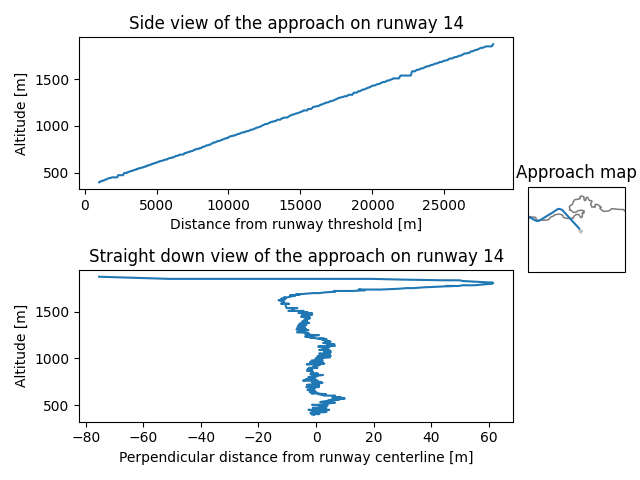 Side view of the approach on runway 14
Altitude [m]
1500
1000
500
0 5000 10000 15000 20000 25000
Distance from runway threshold [m]
Approach map
Straight down view of the approach on runway 14
Altitude [m]
1500
1000
500
−80 −60 −40 −20 0 20 40 60
Perpendicular distance from runway centerline [m]